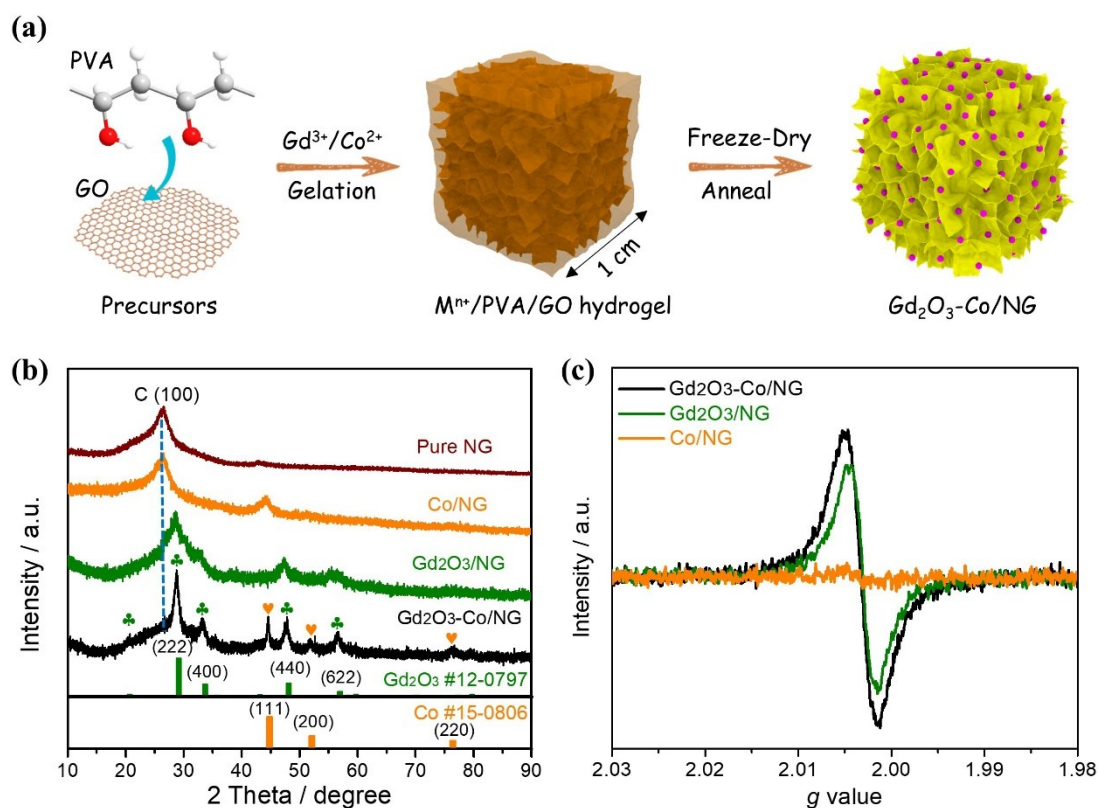 (a)
PVA
GO
Precursors
Gd³⁺/Co²⁺
Gelation
1 cm
Mⁿ⁺/PVA/GO hydrogel
Freeze-Dry
Anneal
Gd₂O₃-Co/NG
(b)
C (100)
Pure NG
Co/NG
Gd2O3/NG
Gd2O3-Co/NG
(222)
(400)
(440)
(622)
Gd2O3 #12-0797
Co #15-0806
(111)
(200)
(220)
10 20 30 40 50 60 70 80 90
2 Theta / degree
Intensity / a.u.
(c)
Gd2O3-Co/NG
Gd2O3/NG
Co/NG
2.03 2.02 2.01 2.00 1.99 1.98
g value
Intensity / a.u.